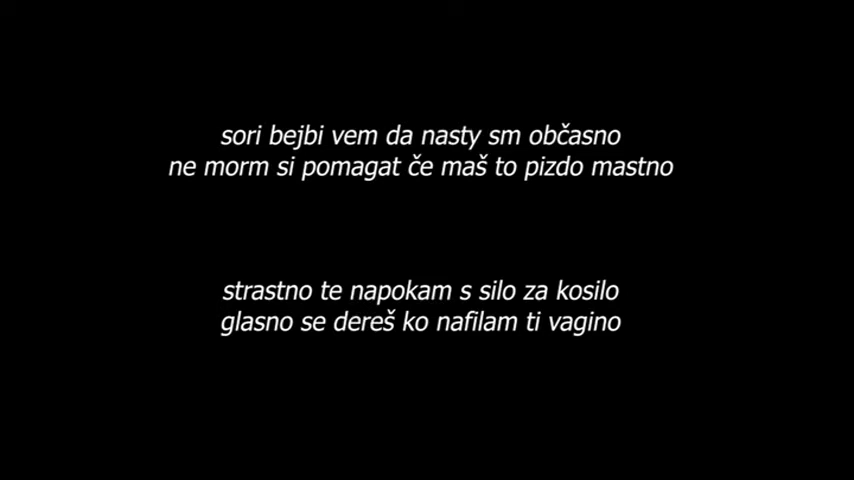 sori bejbi vem da nasty sm občasno
ne morm si pomagat če maš to pizdo mastno
strastno te napokam s silo za kosilo
glasno se dereš ko nafilam ti vagino